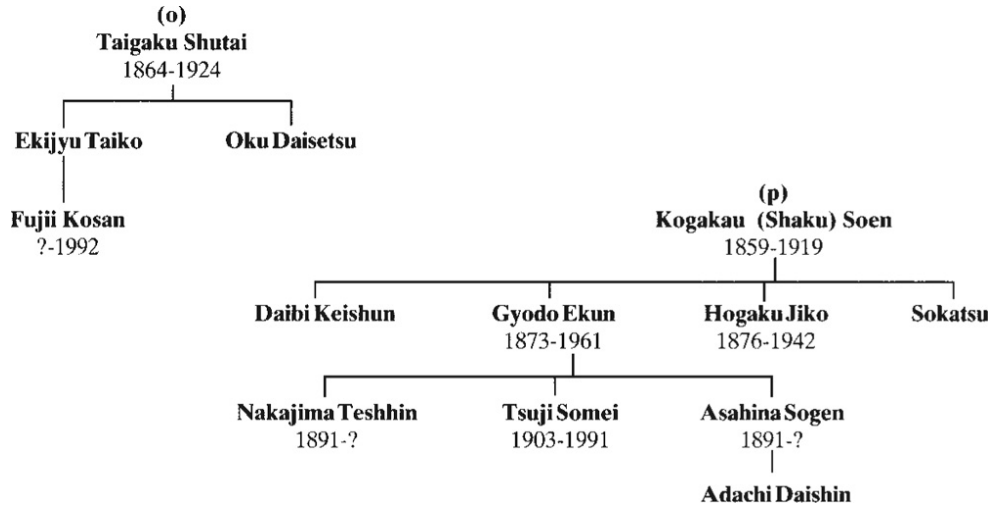 (o)
Taigaku Shutai
1864-1924
Ekijyu Taiko Oku Daisetsu
Fujii Kosan
?-1992
(p)
Kogakau (Shaku) Soen
1859-1919
Daibi Keishun Gyodo Ekun Hogaku Jiko Sokatsu
1873-1961 1876-1942
Nakajima Teshhin Tsuji Somei Asahina Sogen
1891-? 1903-1991 1891-?
Adachi Daishin